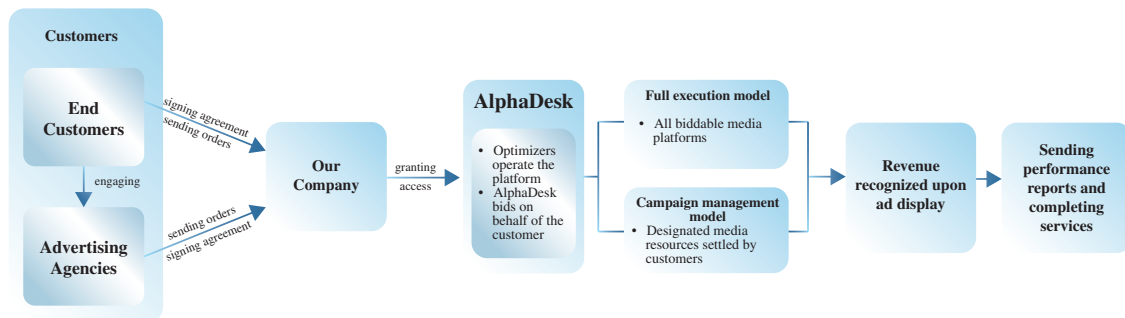 Customers
End
Customers
engaging
Advertising
Agencies
signing agreement
sending orders
sending orders
signing agreement
Our
Company
granting
access
AlphaDesk
• Optimizers
operate the
platform
• AlphaDesk
bids on
behalf of the
customer
Full execution model
• All biddable media
platforms
Campaign management
model
• Designated media
resources settled by
customers
Revenue
recognized upon
ad display
Sending
performance
reports and
completing
services